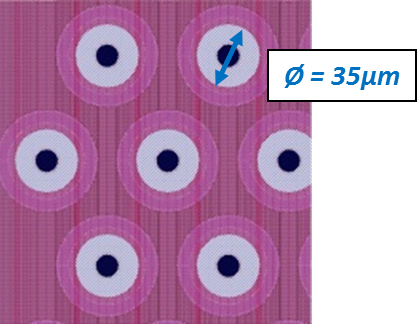 Ø = 35µm